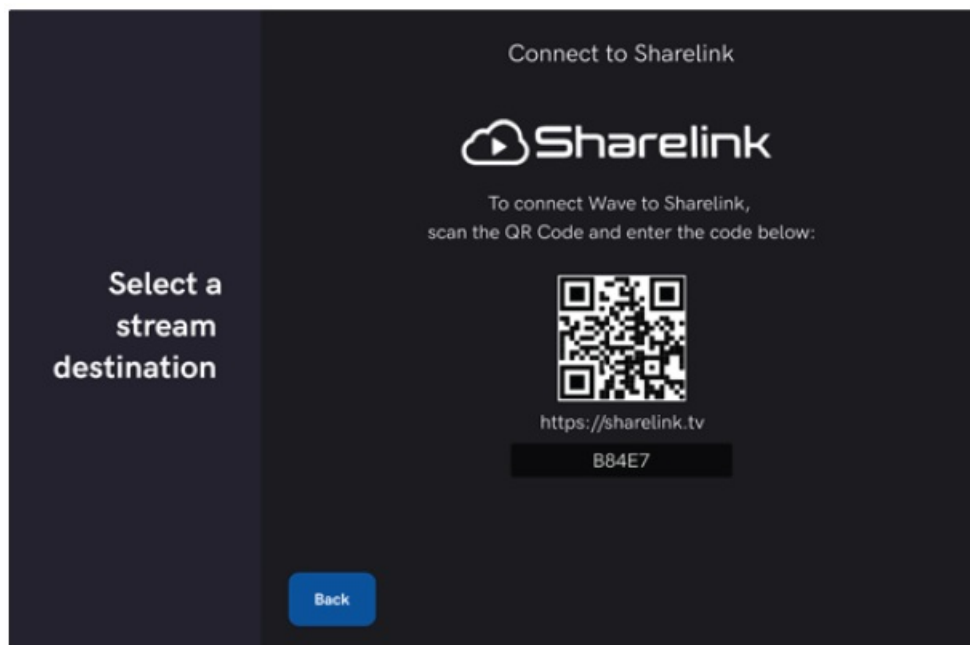 Select a
stream
destination
Connect to Sharelink
Sharelink
To connect Wave to Sharelink,
scan the QR Code and enter the code below:
https://sharelink.tv
B84E7
Back